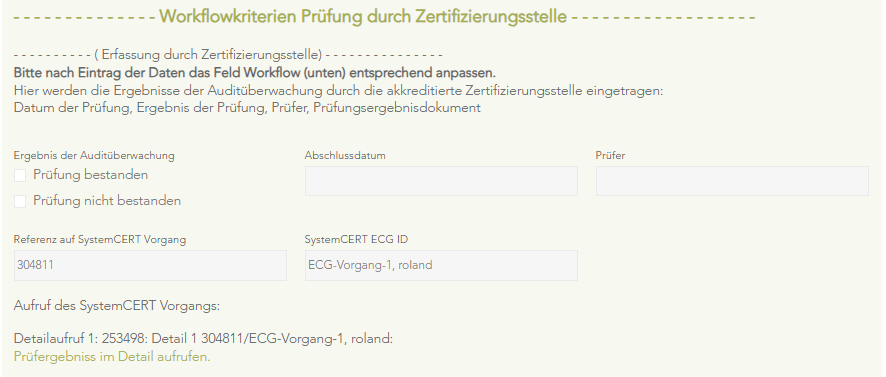 - - - - - - - - - - - - - - Workflowkriterien Prüfung durch Zertifizierungsstelle - - - - - - - - - - - - - - - - - -
- - - - - - - - - - ( Erfassung durch Zertifizierungsstelle) - - - - - - - - - - - - - - -
Bitte nach Eintrag der Daten das Feld Workflow (unten) entsprechend anpassen.
Hier werden die Ergebnisse der Auditüberwachung durch die akkreditierte Zertifizierungsstelle eingetragen:
Datum der Prüfung, Ergebnis der Prüfung, Prüfer, Prüfungsergebnisdokument
Ergebnis der Auditüberwachung
Prüfung bestanden
Prüfung nicht bestanden
Abschlussdatum
Prüfer
Referenz auf SystemCERT Vorgang
304811
SystemCERT ECG ID
ECG-Vorgang-1, roland
Aufruf des SystemCERT Vorgangs:
Detailaufruf 1: 253498: Detail 1 304811/ECG-Vorgang-1, roland:
Prüfergebniss im Detail aufrufen.